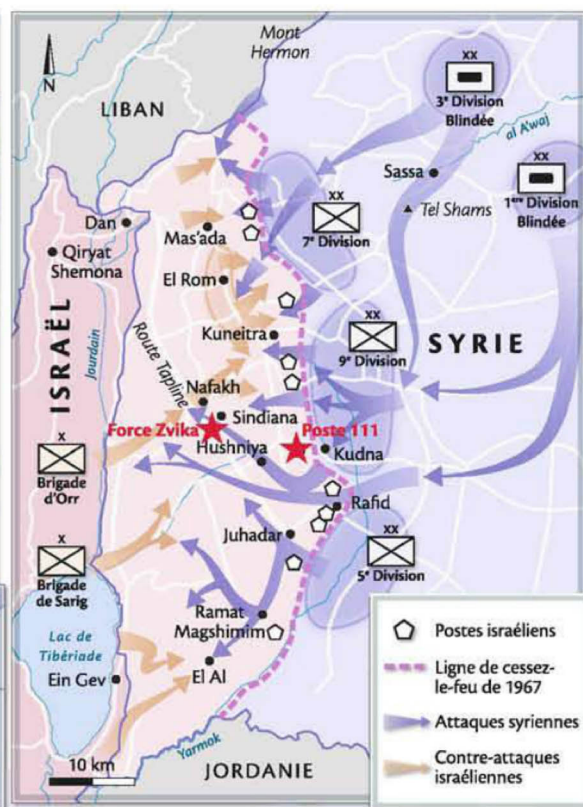 Mont
Hermon
N
LIBAN
XX
3e Division
Blindée
al A'waj
Sassa
XX
1ère Division
Blindée
Tel Shams
Dan
Mas'ada
XX
7e Division
Qiryat
Shemona
El Rom
ISRAËL
Jourdain
Kuneitra
XX
9e Division
SYRIE
Route Tapline
Nafakh
Sindiana
Force Zvika
Poste 111
Hushniya
Kudna
X
Brigade
d'Orr
Rafid
Juhadar
XX
5e Division
X
Brigade
de Sarig
Ramat
Magshimim
Lac de
Tibériade
Ein Gev
El Al
Yarmok
10 km
JORDANIE
Postes israéliens
Ligne de cessez-
le-feu de 1967
Attaques syriennes
Contre-attaques
israéliennes